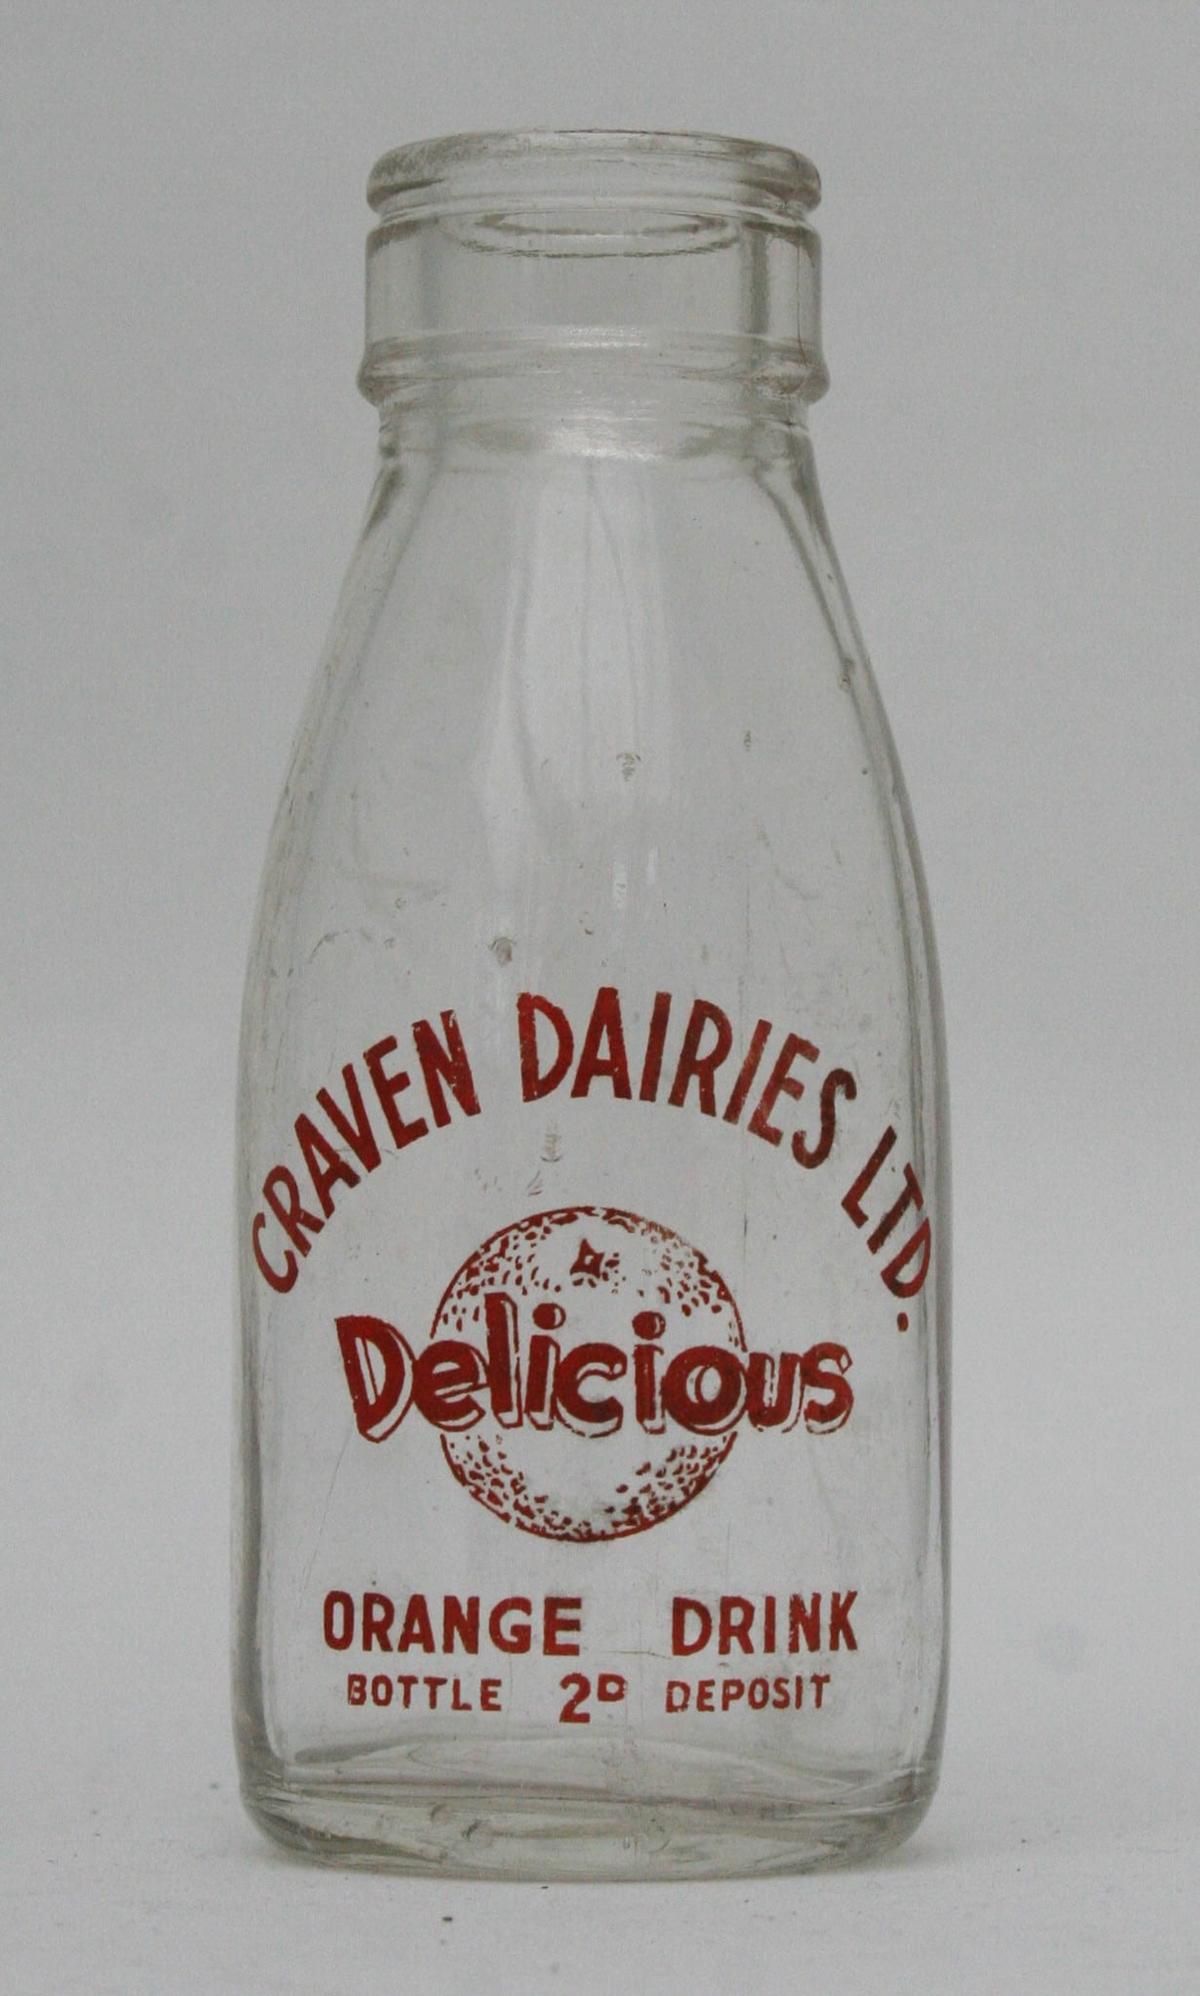 CRAVEN DAIRIES LTD.
Delicious
ORANGE DRINK
BOTTLE 2D DEPOSIT